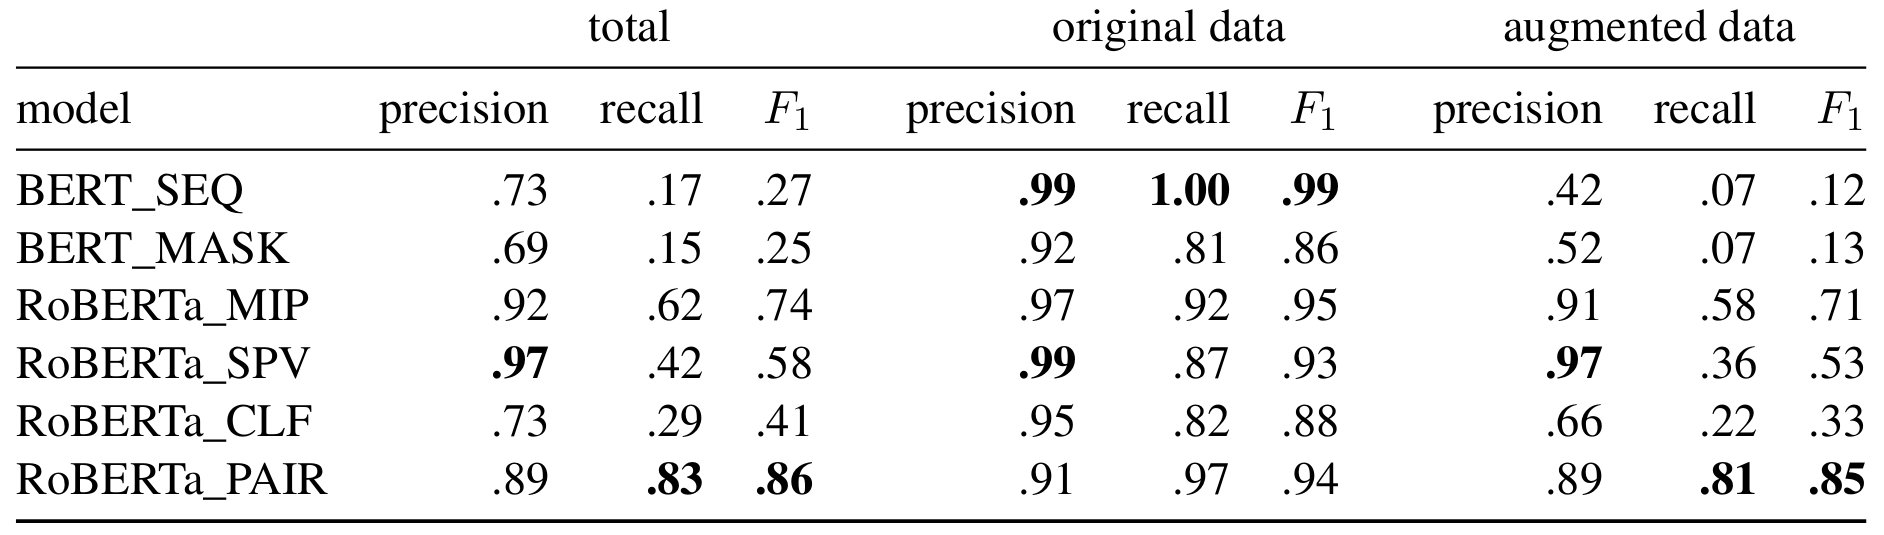 total original data augmented data
model precision recall F1 precision recall F1 precision recall F1
BERT_SEQ .73 .17 .27 .99 1.00 .99 .42 .07 .12
BERT_MASK .69 .15 .25 .92 .81 .86 .52 .07 .13
RoBERTa_MIP .92 .62 .74 .97 .92 .95 .91 .58 .71
RoBERTa_SPV .97 .42 .58 .99 .87 .93 .97 .36 .53
RoBERTa_CLF .73 .29 .41 .95 .82 .88 .66 .22 .33
RoBERTa_PAIR .89 .83 .86 .91 .97 .94 .89 .81 .85